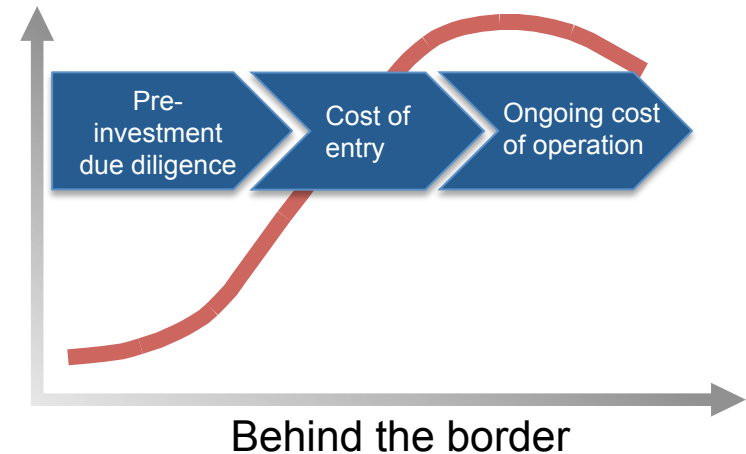 Pre-
investment
due diligence
Cost of
entry
Ongoing cost
of operation
Behind the border